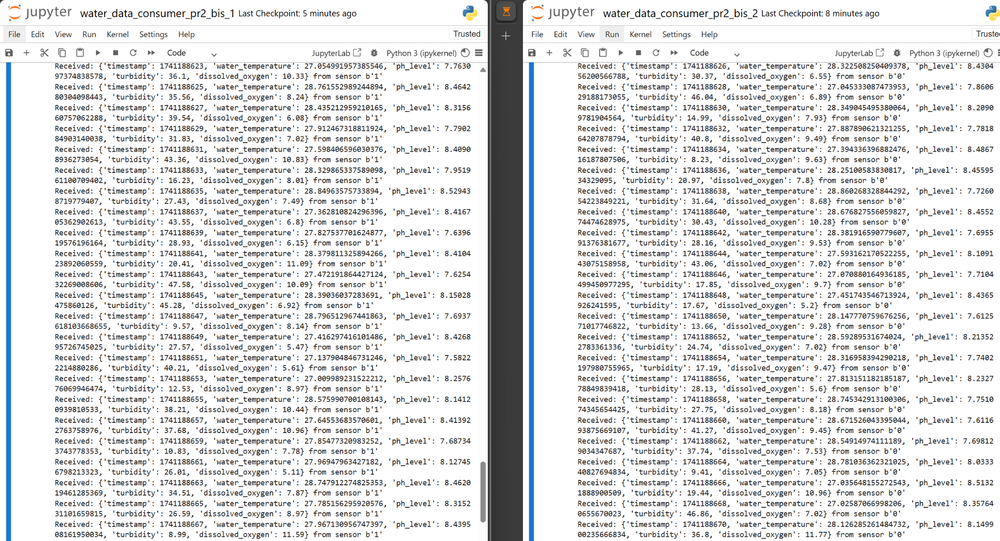 jupyter water_data_consumer_pr2_bis_1 Last Checkpoint: 5 minutes ago
File Edit View Run Kernel Settings Help Trusted
Code JupyterLab Python 3 (ipykernel)
Received: {'timestamp': 1741188623, 'water_temperature': 27.054991957385546, 'ph_level': 7.7630
97374838578, 'turbidity': 36.1, 'dissolved_oxygen': 10.33} from sensor b'1'
Received: {'timestamp': 1741188625, 'water_temperature': 28.761552989244894, 'ph_level': 8.4642
80304098443, 'turbidity': 35.56, 'dissolved_oxygen': 8.24} from sensor b'1'
Received: {'timestamp': 1741188627, 'water_temperature': 28.435212959210165, 'ph_level': 8.3156
60757062288, 'turbidity': 39.54, 'dissolved_oxygen': 6.08} from sensor b'1'
Received: {'timestamp': 1741188629, 'water_temperature': 27.912467318811924, 'ph_level': 7.7902
84903140038, 'turbidity': 31.83, 'dissolved_oxygen': 7.02} from sensor b'1'
Received: {'timestamp': 1741188631, 'water_temperature': 27.598406596030376, 'ph_level': 8.4090
8936273054, 'turbidity': 43.36, 'dissolved_oxygen': 10.83} from sensor b'1'
Received: {'timestamp': 1741188633, 'water_temperature': 28.329865337589098, 'ph_level': 7.9519
61100709402, 'turbidity': 16.23, 'dissolved_oxygen': 8.01} from sensor b'1'
Received: {'timestamp': 1741188635, 'water_temperature': 28.84963575733894, 'ph_level': 8.52943
8719779407, 'turbidity': 27.43, 'dissolved_oxygen': 7.49} from sensor b'1'
Received: {'timestamp': 1741188637, 'water_temperature': 27.362810824296396, 'ph_level': 8.4167
05362902613, 'turbidity': 43.55, 'dissolved_oxygen': 6.8} from sensor b'1'
Received: {'timestamp': 1741188639, 'water_temperature': 27.827537701624877, 'ph_level': 7.6396
19576196164, 'turbidity': 28.93, 'dissolved_oxygen': 6.15} from sensor b'1'
Received: {'timestamp': 1741188641, 'water_temperature': 28.379811325894266, 'ph_level': 8.4104
23892060559, 'turbidity': 20.41, 'dissolved_oxygen': 11.09} from sensor b'1'
Received: {'timestamp': 1741188643, 'water_temperature': 27.472191864427124, 'ph_level': 7.6254
32269008606, 'turbidity': 47.58, 'dissolved_oxygen': 10.09} from sensor b'1'
Received: {'timestamp': 1741188645, 'water_temperature': 28.39036037283691, 'ph_level': 8.15028
475860126, 'turbidity': 45.28, 'dissolved_oxygen': 6.92} from sensor b'1'
Received: {'timestamp': 1741188647, 'water_temperature': 28.796512967441863, 'ph_level': 7.6937
618103668655, 'turbidity': 9.57, 'dissolved_oxygen': 8.14} from sensor b'1'
Received: {'timestamp': 1741188649, 'water_temperature': 27.416297416101486, 'ph_level': 8.4268
95726745025, 'turbidity': 27.57, 'dissolved_oxygen': 5.47} from sensor b'1'
Received: {'timestamp': 1741188651, 'water_temperature': 27.137904846731246, 'ph_level': 7.5822
2214880286, 'turbidity': 40.21, 'dissolved_oxygen': 5.61} from sensor b'1'
Received: {'timestamp': 1741188653, 'water_temperature': 27.009989231522212, 'ph_level': 8.2576
76069946474, 'turbidity': 12.53, 'dissolved_oxygen': 8.97} from sensor b'1'
Received: {'timestamp': 1741188655, 'water_temperature': 28.575990700108143, 'ph_level': 8.1412
0939810533, 'turbidity': 38.21, 'dissolved_oxygen': 10.44} from sensor b'1'
Received: {'timestamp': 1741188657, 'water_temperature': 27.64553683570601, 'ph_level': 8.41392
2763758976, 'turbidity': 37.68, 'dissolved_oxygen': 10.96} from sensor b'1'
Received: {'timestamp': 1741188659, 'water_temperature': 27.85477320983252, 'ph_level': 7.68734
3743778353, 'turbidity': 10.83, 'dissolved_oxygen': 7.78} from sensor b'1'
Received: {'timestamp': 1741188661, 'water_temperature': 27.96947963427182, 'ph_level': 8.12745
6798213323, 'turbidity': 26.01, 'dissolved_oxygen': 5.11} from sensor b'1'
Received: {'timestamp': 1741188663, 'water_temperature': 28.747912274825353, 'ph_level': 8.4620
19461285369, 'turbidity': 34.51, 'dissolved_oxygen': 7.87} from sensor b'1'
Received: {'timestamp': 1741188665, 'water_temperature': 27.785156295920576, 'ph_level': 8.3152
31101659815, 'turbidity': 26.59, 'dissolved_oxygen': 8.97} from sensor b'1'
Received: {'timestamp': 1741188667, 'water_temperature': 27.967130956747397, 'ph_level': 8.4395
08161950034, 'turbidity': 8.99, 'dissolved_oxygen': 11.59} from sensor b'1'
jupyter water_data_consumer_pr2_bis_2 Last Checkpoint: 8 minutes ago
File Edit View Run Kernel Settings Help Truste
Code JupyterLab Python 3 (ipykernel)
Received: {'timestamp': 1741188626, 'water_temperature': 28.322508250409378, 'ph_level': 8.4304
56200566788, 'turbidity': 30.37, 'dissolved_oxygen': 6.55} from sensor b'0'
Received: {'timestamp': 1741188628, 'water_temperature': 27.045333087473953, 'ph_level': 7.8606
29188173055, 'turbidity': 46.04, 'dissolved_oxygen': 6.89} from sensor b'0'
Received: {'timestamp': 1741188630, 'water_temperature': 28.349045495380064, 'ph_level': 8.2090
9781904564, 'turbidity': 14.99, 'dissolved_oxygen': 7.93} from sensor b'0'
Received: {'timestamp': 1741188632, 'water_temperature': 27.887890621321255, 'ph_level': 7.7818
64207878794, 'turbidity': 40.8, 'dissolved_oxygen': 9.49} from sensor b'0'
Received: {'timestamp': 1741188634, 'water_temperature': 27.394336396882476, 'ph_level': 8.4867
16187807506, 'turbidity': 8.23, 'dissolved_oxygen': 9.63} from sensor b'0'
Received: {'timestamp': 1741188636, 'water_temperature': 28.25100583830817, 'ph_level': 8.45595
34329095, 'turbidity': 20.97, 'dissolved_oxygen': 7.8} from sensor b'0'
Received: {'timestamp': 1741188638, 'water_temperature': 28.860268328844292, 'ph_level': 7.7260
54223849221, 'turbidity': 31.64, 'dissolved_oxygen': 8.68} from sensor b'0'
Received: {'timestamp': 1741188640, 'water_temperature': 28.676827556059827, 'ph_level': 8.4552
74474628975, 'turbidity': 30.43, 'dissolved_oxygen': 10.28} from sensor b'0'
Received: {'timestamp': 1741188642, 'water_temperature': 28.381916590779607, 'ph_level': 7.6955
91376381677, 'turbidity': 28.16, 'dissolved_oxygen': 9.53} from sensor b'0'
Received: {'timestamp': 1741188644, 'water_temperature': 27.593162170522255, 'ph_level': 8.1091
43075158958, 'turbidity': 43.06, 'dissolved_oxygen': 7.02} from sensor b'0'
Received: {'timestamp': 1741188646, 'water_temperature': 27.070880164936185, 'ph_level': 7.7104
499450977295, 'turbidity': 17.85, 'dissolved_oxygen': 9.7} from sensor b'0'
Received: {'timestamp': 1741188648, 'water_temperature': 27.451743546713924, 'ph_level': 8.4365
926241595, 'turbidity': 17.67, 'dissolved_oxygen': 5.2} from sensor b'0'
Received: {'timestamp': 1741188650, 'water_temperature': 28.147770759676256, 'ph_level': 7.6125
71017746822, 'turbidity': 13.66, 'dissolved_oxygen': 9.28} from sensor b'0'
Received: {'timestamp': 1741188652, 'water_temperature': 28.59289531674024, 'ph_level': 8.21352
2783361336, 'turbidity': 24.74, 'dissolved_oxygen': 7.02} from sensor b'0'
Received: {'timestamp': 1741188654, 'water_temperature': 28.316958394290218, 'ph_level': 7.7402
197980755965, 'turbidity': 17.19, 'dissolved_oxygen': 9.47} from sensor b'0'
Received: {'timestamp': 1741188656, 'water_temperature': 27.813151182185187, 'ph_level': 8.2327
78849839418, 'turbidity': 28.13, 'dissolved_oxygen': 5.6} from sensor b'0'
Received: {'timestamp': 1741188658, 'water_temperature': 28.745342913100306, 'ph_level': 7.7510
74345654425, 'turbidity': 27.75, 'dissolved_oxygen': 8.18} from sensor b'0'
Received: {'timestamp': 1741188660, 'water_temperature': 28.671526043395044, 'ph_level': 7.6116
93875669107, 'turbidity': 41.27, 'dissolved_oxygen': 9.45} from sensor b'0'
Received: {'timestamp': 1741188662, 'water_temperature': 28.54914974111189, 'ph_level': 7.69812
9034347687, 'turbidity': 37.74, 'dissolved_oxygen': 7.53} from sensor b'0'
Received: {'timestamp': 1741188664, 'water_temperature': 28.781036362321025, 'ph_level': 8.0333
40827694834, 'turbidity': 9.41, 'dissolved_oxygen': 7.05} from sensor b'0'
Received: {'timestamp': 1741188666, 'water_temperature': 27.035648155272543, 'ph_level': 8.5132
1888900509, 'turbidity': 19.44, 'dissolved_oxygen': 10.96} from sensor b'0'
Received: {'timestamp': 1741188668, 'water_temperature': 27.02587066998206, 'ph_level': 8.35764
0655670023, 'turbidity': 46.86, 'dissolved_oxygen': 7.02} from sensor b'0'
Received: {'timestamp': 1741188670, 'water_temperature': 28.126285261484732, 'ph_level': 8.1499
00235666834, 'turbidity': 36.8, 'dissolved_oxygen': 11.77} from sensor b'0'